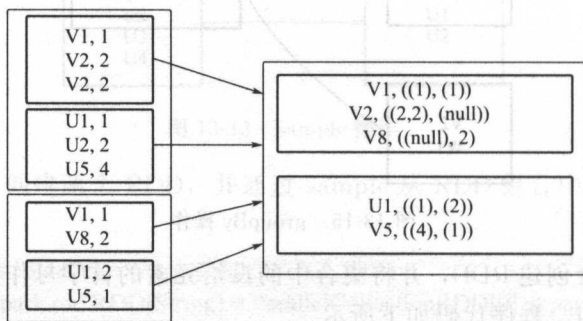 V1, 1
V2, 2
V2, 2
U1, 1
U2, 2
U5, 4
V1, 1
V8, 2
U1, 2
U5, 1
V1, ((1), (1))
V2, ((2,2), (null))
V8, ((null), 2)
U1, ((1), (2))
V5, ((4), (1))